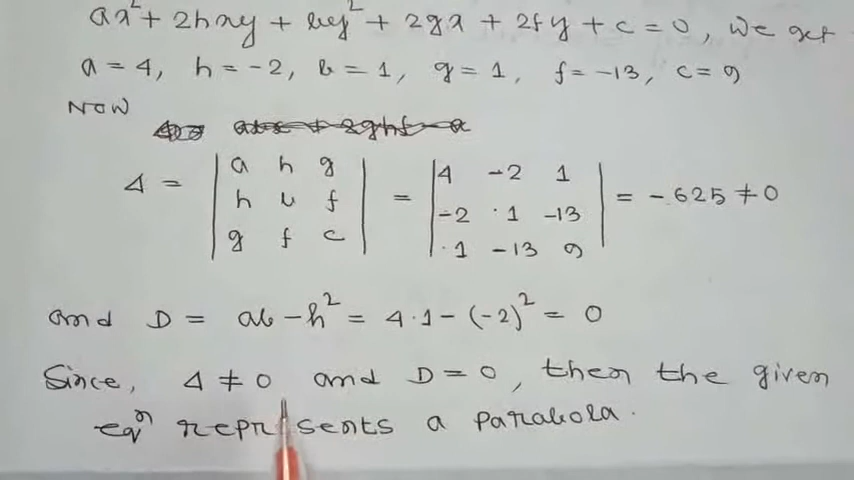 ax² + 2hxy + by² + 2gx + 2fy + c = 0, We get
a = 4, h = -2, b = 1, g = 1, f = -13, c = 9
NOW
Δ = | a h g | = | 4 -2 1 | = -625 ≠ 0
| h b f | | -2 1 -13 |
| g f c | | 1 -13 9 |
and D = ab - h² = 4·1 - (-2)² = 0
Since, Δ ≠ 0 and D = 0, then the given
eqⁿ represents a parabola.